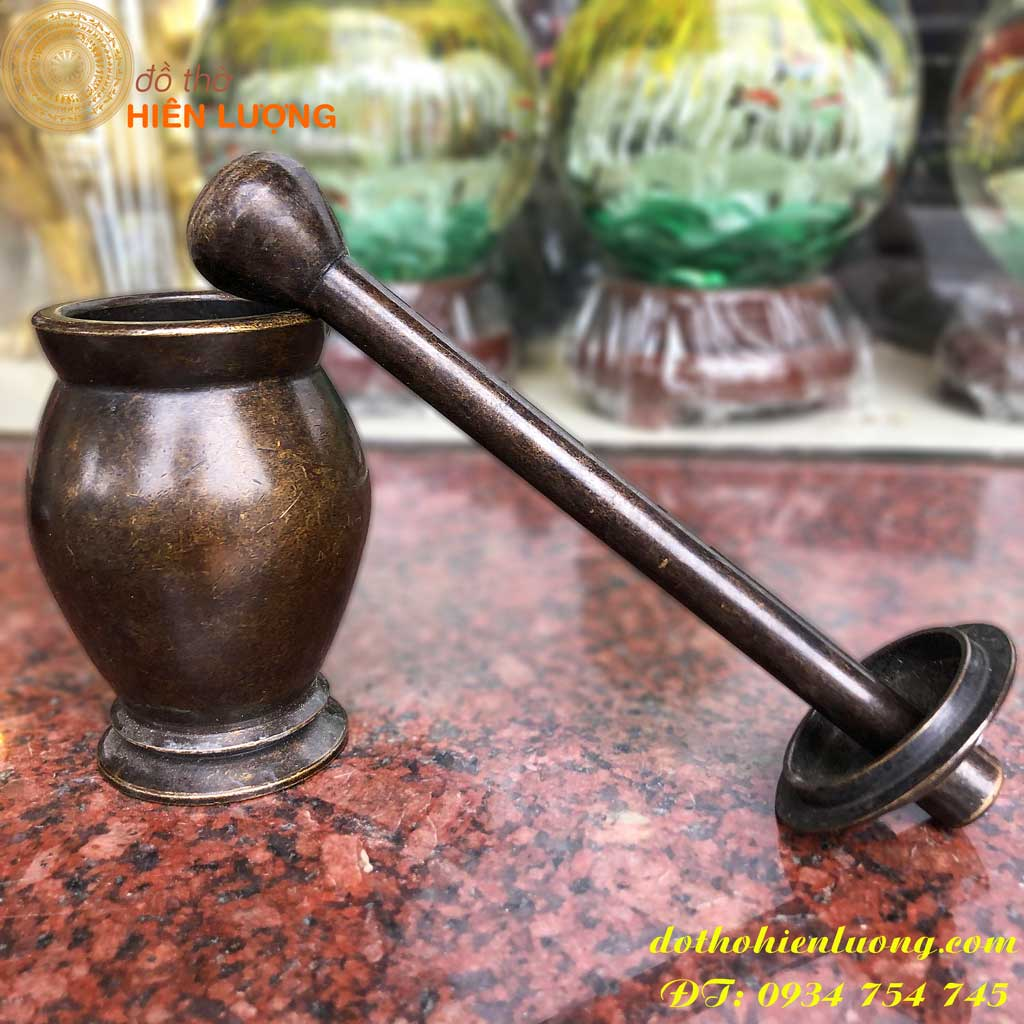 đồ thờ
HIÊN LƯỢNG
dothohienluong.com
ĐT: 0934 754 745